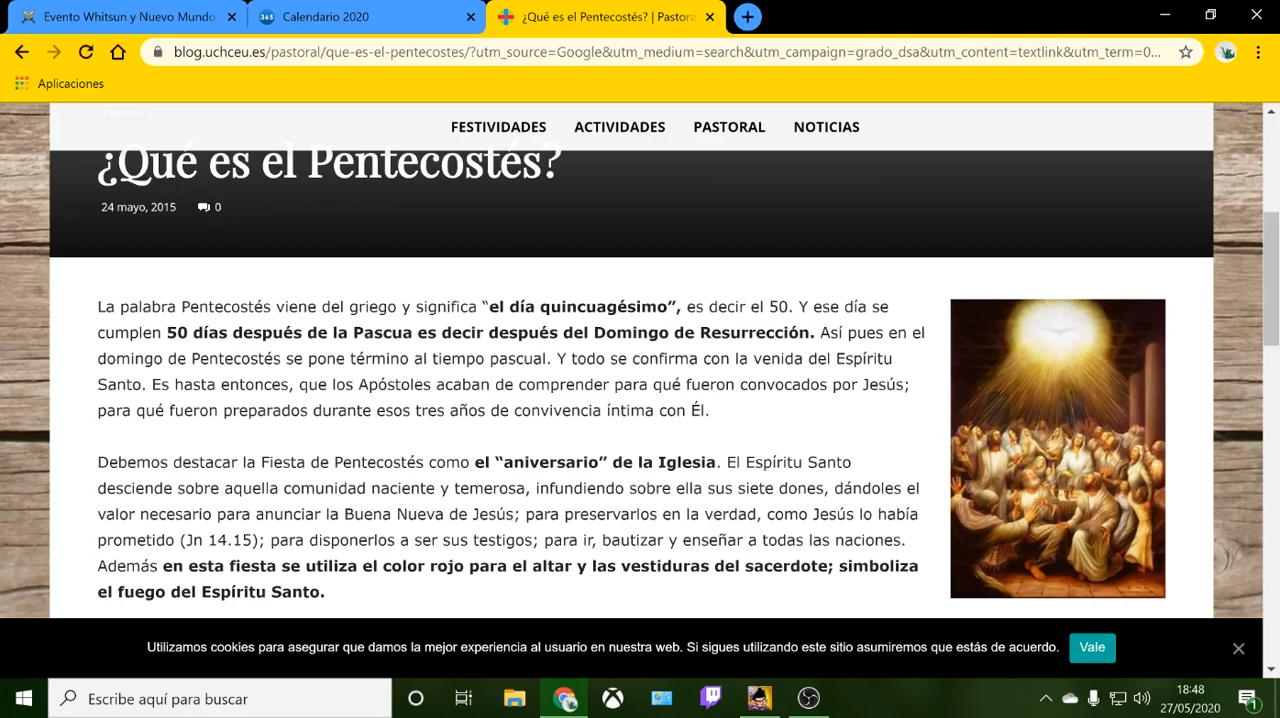 Evento Whitsun y Nuevo Mundo
Calendario 2020
¿Qué es el Pentecostés? | Pastora
blog.uchceu.es/pastoral/que-es-el-pentecostes/?utm_source=Google&utm_medium=search&utm_campaign=grado_dsa&utm_content=textlink&utm_term=0...
Aplicaciones
FESTIVIDADES ACTIVIDADES PASTORAL NOTICIAS
¿Qué es el Pentecostés?
24 mayo, 2015 0
La palabra Pentecostés viene del griego y significa “el día quincuagésimo”, es decir el 50. Y ese día se
cumplen 50 días después de la Pascua es decir después del Domingo de Resurrección. Así pues en el
domingo de Pentecostés se pone término al tiempo pascual. Y todo se confirma con la venida del Espíritu
Santo. Es hasta entonces, que los Apóstoles acaban de comprender para qué fueron convocados por Jesús;
para qué fueron preparados durante esos tres años de convivencia íntima con Él.
Debemos destacar la Fiesta de Pentecostés como el “aniversario” de la Iglesia. El Espíritu Santo
desciende sobre aquella comunidad naciente y temerosa, infundiendo sobre ella sus siete dones, dándoles el
valor necesario para anunciar la Buena Nueva de Jesús; para preservarlos en la verdad, como Jesús lo había
prometido (Jn 14.15); para disponerlos a ser sus testigos; para ir, bautizar y enseñar a todas las naciones.
Además en esta fiesta se utiliza el color rojo para el altar y las vestiduras del sacerdote; simboliza
el fuego del Espíritu Santo.
Utilizamos cookies para asegurar que damos la mejor experiencia al usuario en nuestra web. Si sigues utilizando este sitio asumiremos que estás de acuerdo. Vale
Escribe aquí para buscar
18:48
27/05/2020
1